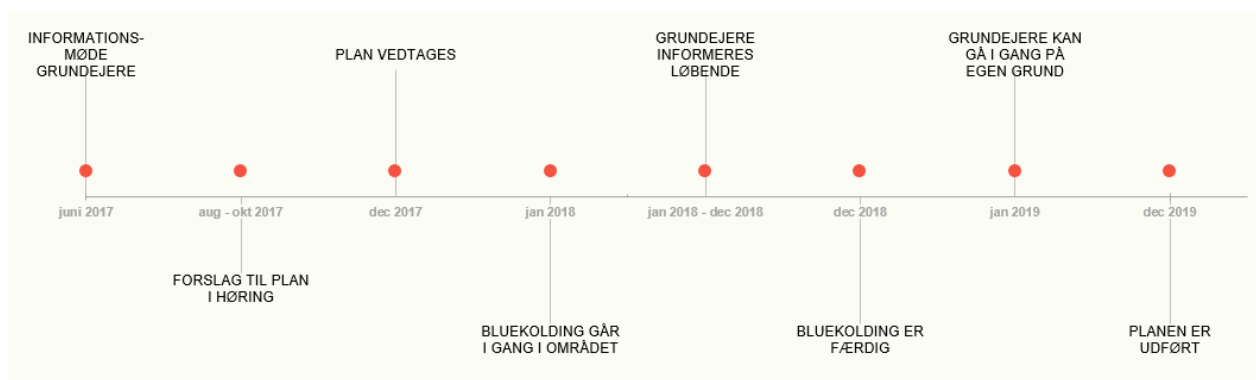 INFORMATIONS-
MØDE
GRUNDEJERE
PLAN VEDTAGES
GRUNDEJERE
INFORMERES
LØBENDE
GRUNDEJERE KAN
GÅ I GANG PÅ
EGEN GRUND
juni 2017
aug - okt 2017
dec 2017
jan 2018
jan 2018 - dec 2018
dec 2018
jan 2019
dec 2019
FORSLAG TIL PLAN
I HØRING
BLUEKOLDING GÅR
I GANG I OMRÅDET
BLUEKOLDING ER
FÆRDIG
PLANEN ER
UDFØRT